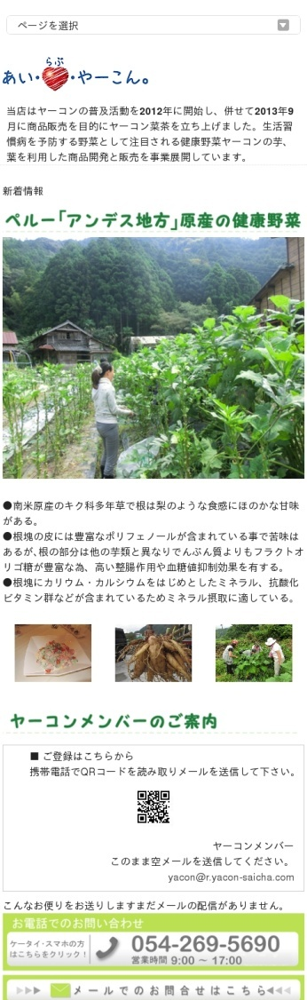 ページを選択
らぶ
あい・・やーこん。
当店はヤーコンの普及活動を2012年に開始し、併せて2013年9
月に商品販売を目的にヤーコン菜茶を立ち上げました。生活習
慣病を予防する野菜として注目される健康野菜ヤーコンの芋、
葉を利用した商品開発と販売を事業展開しています。
新着情報
ペルー「アンデス地方」原産の健康野菜
●南米原産のキク科多年草で根は梨のような食感にほのかな甘味
がある。
●根塊の皮には豊富なポリフェノールが含まれている事で苦味は
あるが､根の部分は他の芋類と異なりでんぷん質よりもフラクトオ
リゴ糖が豊富な為、高い整腸作用や血糖値抑制効果を有する。
●根塊にカリウム・カルシウムをはじめとしたミネラル、抗酸化
ビタミン群などが含まれているためミネラル摂取に適している。
ヤーコンメンバーのご案内
■ ご登録はこちらから
携帯電話でQRコードを読み取りメールを送信して下さい。
ヤーコンメンバー
このまま空メールを送信してください。
yacon@r.yacon-saicha.com
こんなお便りをお送りしますまだメールの配信がありません。
お電話でのお問い合わせ
ケータイ・スマホの方
はこちらをクリック！
054-269-5690
営業時間 9:00 ～ 17:00
メールでのお問合せはこちら